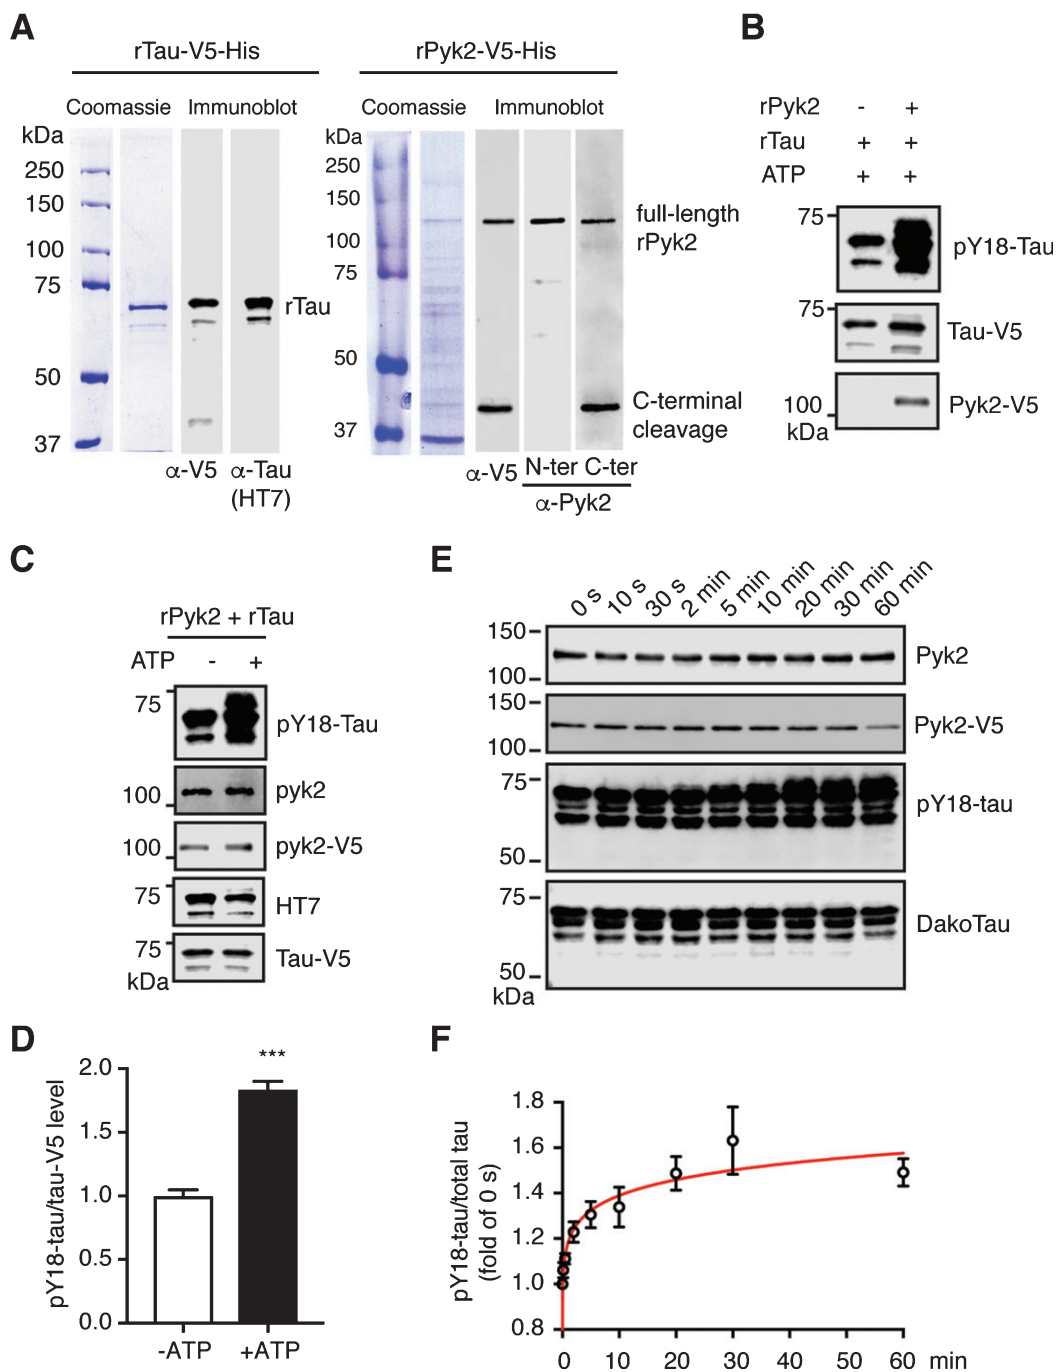 A
rTau-V5-His
rPyk2-V5-His
Coomassie Immunoblot
Coomassie Immunoblot
kDa
250
150
100
75
50
37
rTau
α-V5 α-Tau
(HT7)
kDa
250
150
100
75
50
37
full-length
rPyk2
C-terminal
cleavage
α-V5 N-ter C-ter
α-Pyk2
B
rPyk2 - +
rTau + +
ATP + +
75
pY18-Tau
75
Tau-V5
100
Pyk2-V5
kDa
C
rPyk2 + rTau
ATP - +
75
pY18-Tau
100
pyk2
100
pyk2-V5
75
HT7
75
Tau-V5
kDa
E
0 s 10 s 30 s 2 min 5 min 10 min 20 min 30 min 60 min
150
100
Pyk2
150
100
Pyk2-V5
75
50
pY18-tau
75
50
DakoTau
kDa
D
pY18-tau/tau-V5 level
2.0
1.5
1.0
0.5
0.0
***
-ATP +ATP
F
pY18-tau/total tau
(fold of 0 s)
1.8
1.6
1.4
1.2
1.0
0.8
0 10 20 30 40 50 60 min